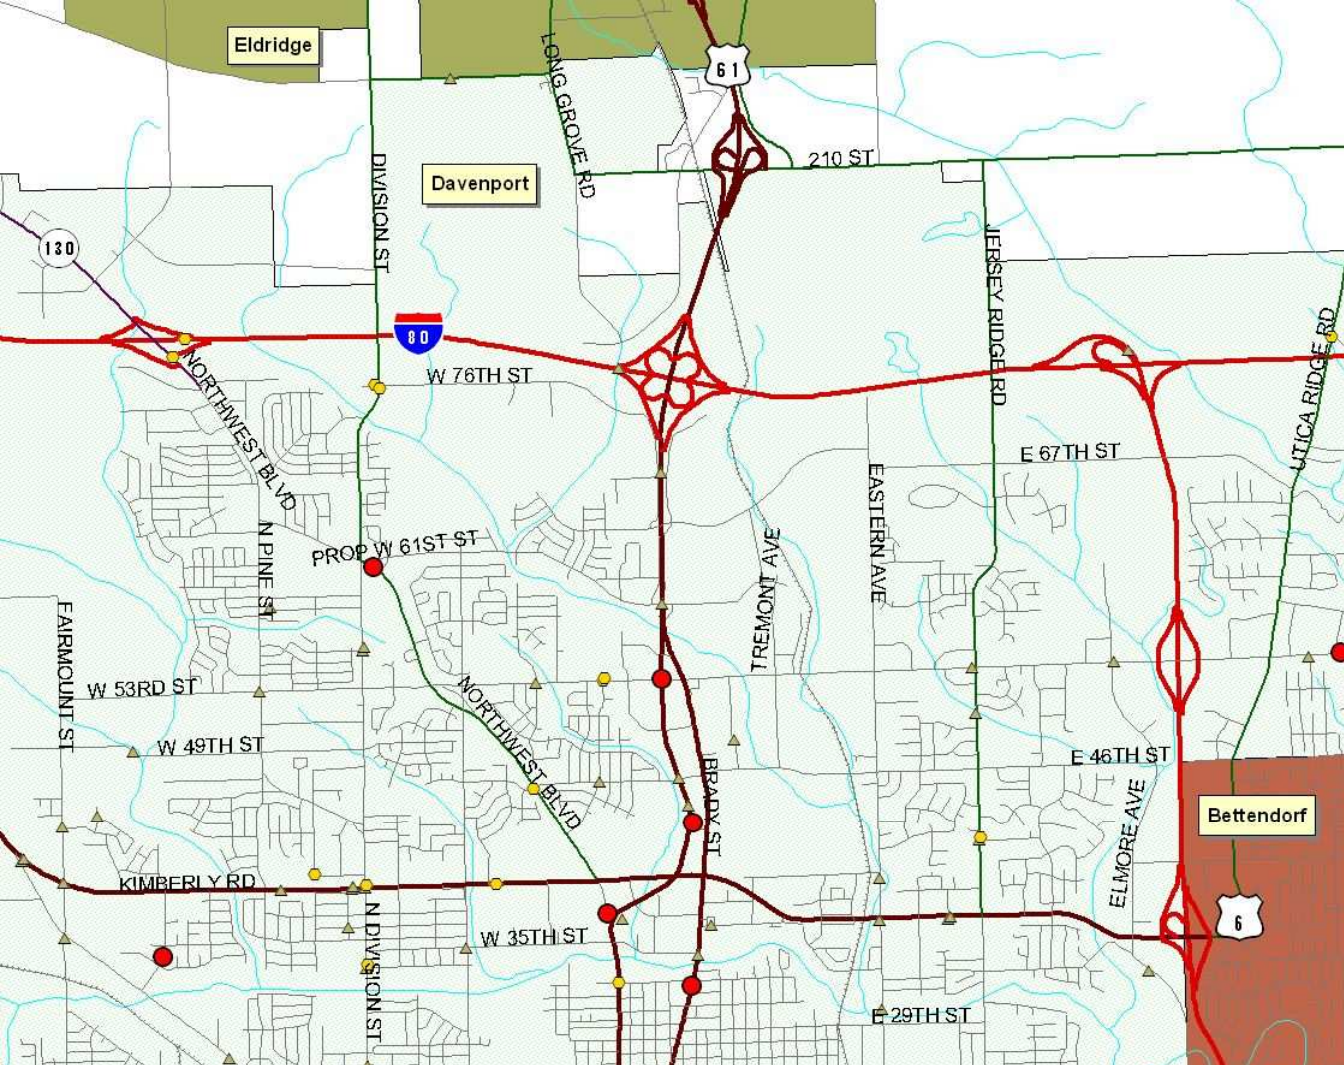 Eldridge
61
LONG GROVE RD
210 ST
Davenport
DIVISION ST
130
JERSEY RIDGE RD
80
UTICA RIDGE RD
NORTHWEST BLVD
W 76TH ST
E 67TH ST
EASTERN AVE
N PINE ST
PROP W 61ST ST
TREMONT AVE
FAIRMOUNT ST
W 53RD ST
NORTHWEST BLVD
W 49TH ST
E 46TH ST
BRADY ST
ELMORE AVE
Bettendorf
KIMBERLY RD
6
N DIVISION ST
W 35TH ST
E 29TH ST